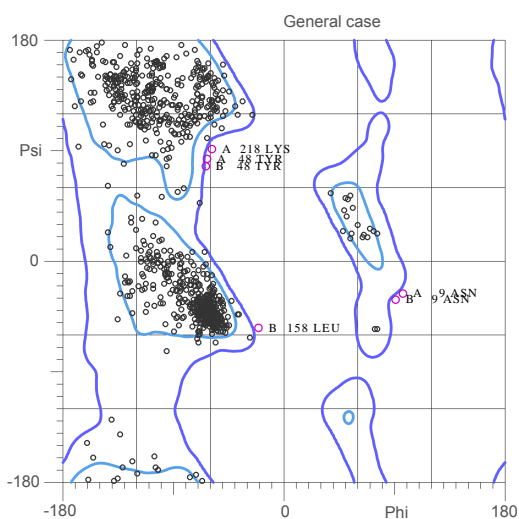 General case
180
Psi
A 218 LYS
A 48 TYR
B 48 TYR
0
A 9 ASN
B 9 ASN
B 158 LEU
-180
-180 0 Phi 180